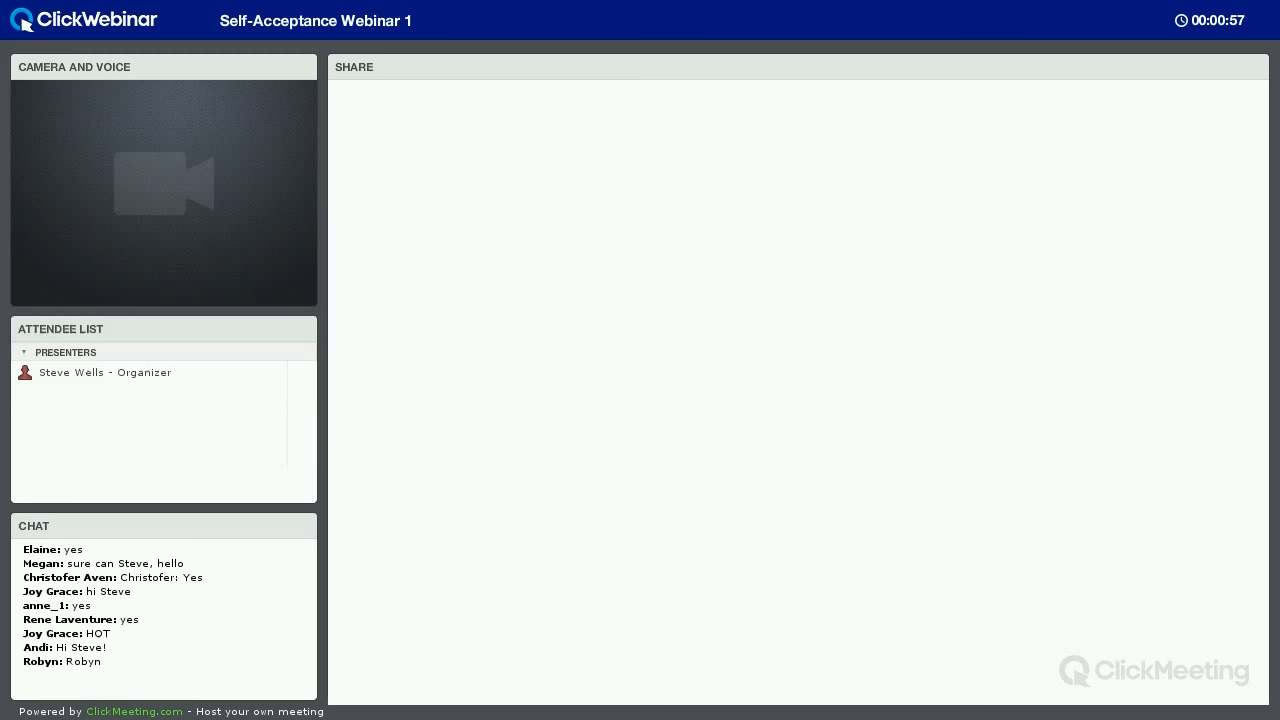 ClickWebinar
Self-Acceptance Webinar 1
00:00:57
CAMERA AND VOICE
SHARE
ATTENDEE LIST
PRESENTERS
Steve Wells - Organizer
CHAT
Elaine: yes
Megan: sure can Steve, hello
Christofer Aven: Christofer: Yes
Joy Grace: hi Steve
anne_1: yes
Rene Laventure: yes
Joy Grace: HOT
Andi: Hi Steve!
Robyn: Robyn
ClickMeeting
Powered by ClickMeeting.com - Host your own meeting